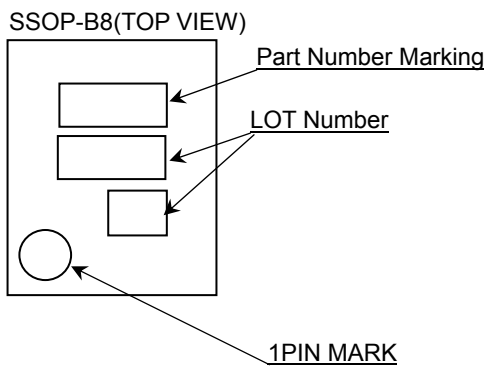 SSOP-B8(TOP VIEW)
Part Number Marking
LOT Number
1PIN MARK